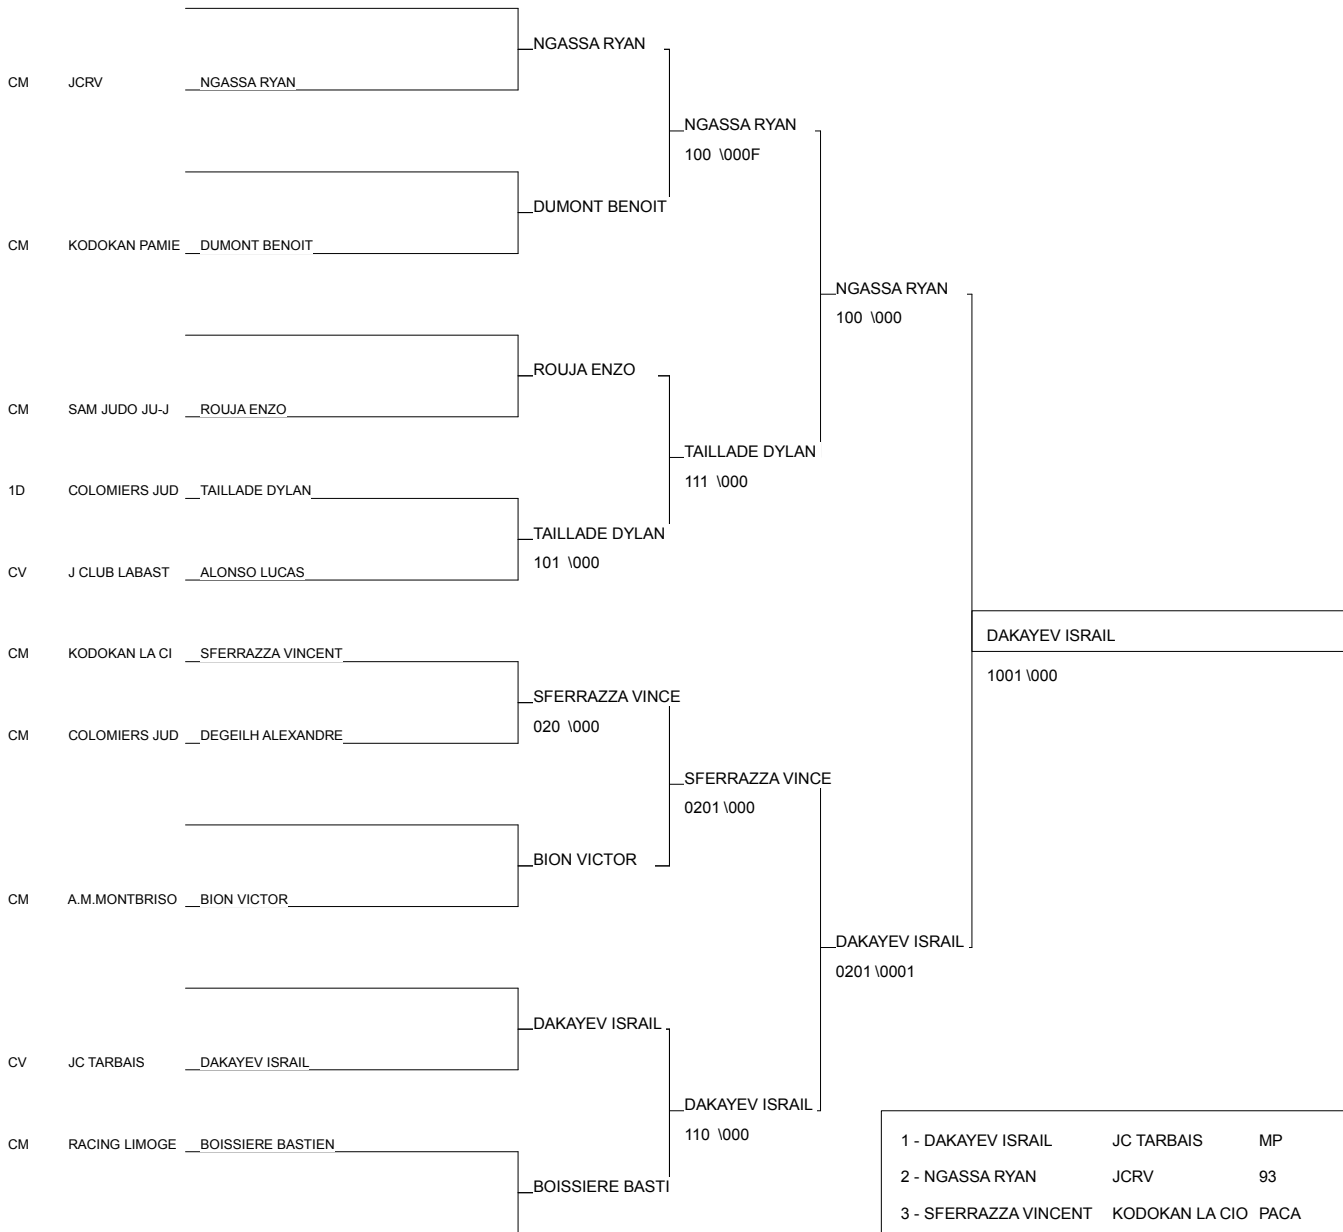 NGASSA RYAN
CM JCRV NGASSA RYAN
NGASSA RYAN
100 \000F
DUMONT BENOIT
CM KODOKAN PAMIE DUMONT BENOIT
NGASSA RYAN
100 \000
ROUJA ENZO
CM SAM JUDO JU-J ROUJA ENZO
TAILLADE DYLAN
111 \000
1D COLOMIERS JUD TAILLADE DYLAN
TAILLADE DYLAN
101 \000
CV J CLUB LABAST ALONSO LUCAS
DAKAYEV ISRAIL
1001 \000
CM KODOKAN LA CI SFERRAZZA VINCENT
SFERRAZZA VINCE
020 \000
CM COLOMIERS JUD DEGEILH ALEXANDRE
SFERRAZZA VINCE
0201 \000
BION VICTOR
CM A.M.MONTBRISO BION VICTOR
DAKAYEV ISRAIL
0201 \0001
DAKAYEV ISRAIL
CV JC TARBAIS DAKAYEV ISRAIL
DAKAYEV ISRAIL
110 \000
CM RACING LIMOGE BOISSIERE BASTIEN
BOISSIERE BASTI
1 - DAKAYEV ISRAIL JC TARBAIS MP
2 - NGASSA RYAN JCRV 93
3 - SFERRAZZA VINCENT KODOKAN LA CIO PACA